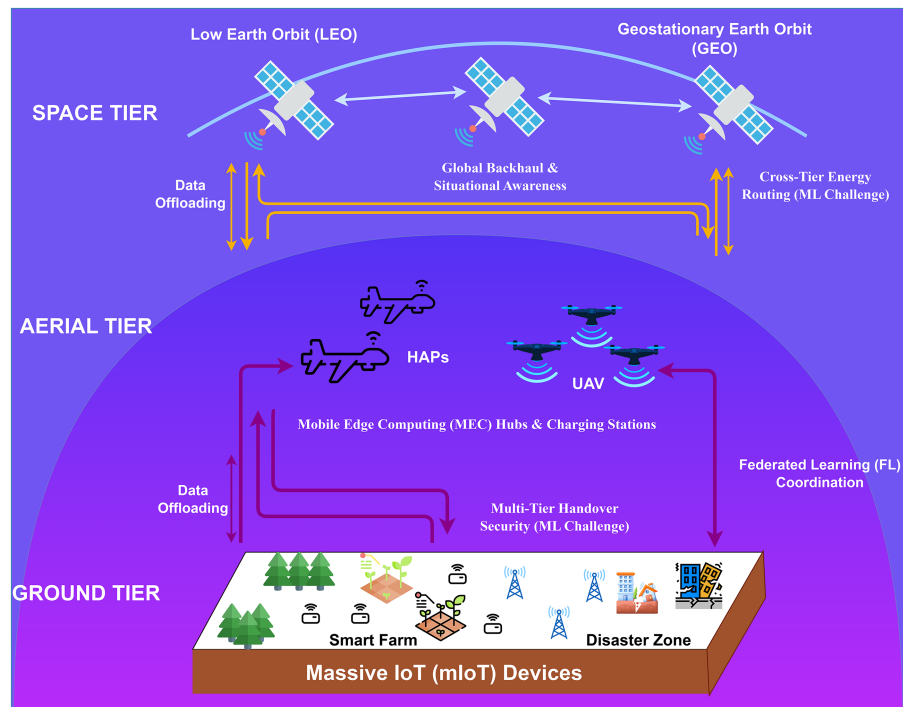 Low Earth Orbit (LEO)
Geostationary Earth Orbit
(GEO)
SPACE TIER
Global Backhaul &
Situational Awareness
Data
Offloading
Cross-Tier Energy
Routing (ML Challenge)
AERIAL TIER
HAPs
UAV
Mobile Edge Computing (MEC) Hubs & Charging Stations
Federated Learning (FL)
Coordination
Data
Offloading
Multi-Tier Handover
Security (ML Challenge)
GROUND TIER
Smart Farm
Disaster Zone
Massive IoT (mIoT) Devices